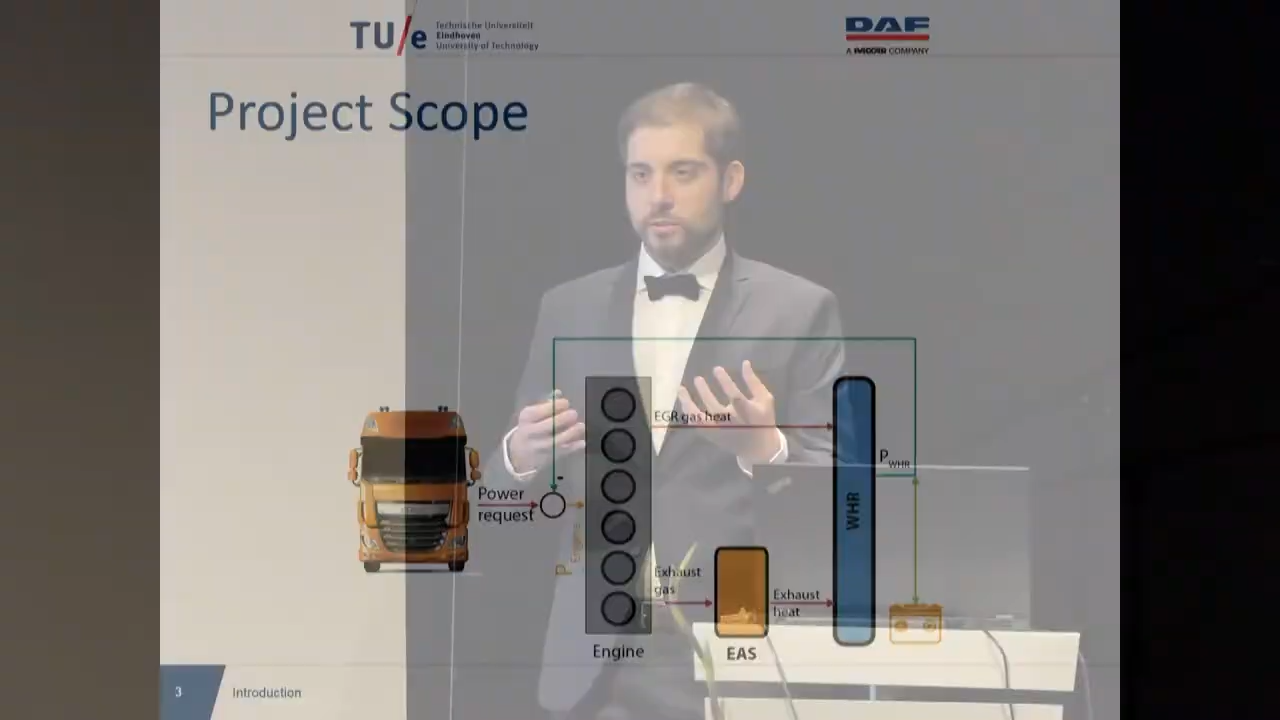 TU/e
Technische Universiteit
Eindhoven
University of Technology
DAF
A PACCAR COMPANY
Project Scope
EGR gas heat
P WHR
WHR
Power
request
-
P Engine
Exhaust
gas
Exhaust
heat
Engine
EAS
3
Introduction